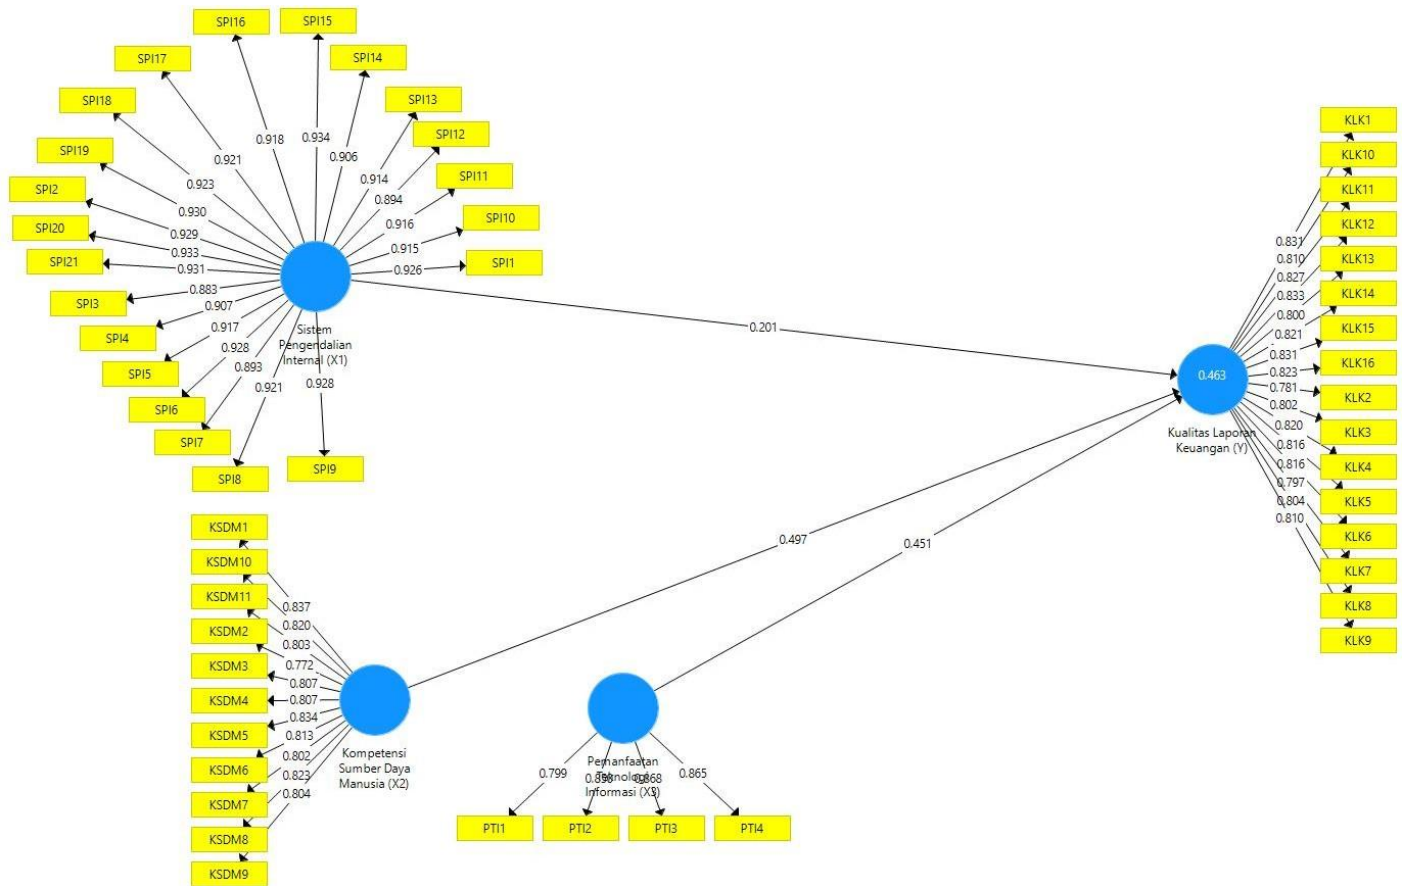 SPI16
SPI15
SPI17
SPI14
SPI18
SPI13
SPI12
SPI19
SPI11
SPI2
SPI10
SPI20
SPI21
SPI1
SPI3
SPI4
SPI5
SPI6
SPI7
SPI8
SPI9
0.918
0.934
0.906
0.921
0.914
0.923
0.894
0.930
0.916
0.929
0.915
0.933
0.931
0.926
0.883
0.907
0.917
0.928
0.893
0.921
0.928
Sistem
Pengendalian
Internal (X1)
0.201
0.497
0.451
KSDM1
KSDM10
KSDM11
KSDM2
KSDM3
KSDM4
KSDM5
KSDM6
KSDM7
KSDM8
KSDM9
0.837
0.820
0.803
0.772
0.807
0.807
0.834
0.813
0.802
0.823
0.804
Kompetensi
Sumber Daya
Manusia (X2)
Pemanfaatan
Teknologi
Informasi (X3)
0.799
0.868
0.865
PTI1
PTI2
PTI3
PTI4
0.463
Kualitas Laporan
Keuangan (Y)
0.831
0.810
0.827
0.833
0.800
0.821
0.831
0.823
0.781
0.802
0.820
0.816
0.816
0.797
0.804
0.810
KLK1
KLK10
KLK11
KLK12
KLK13
KLK14
KLK15
KLK16
KLK2
KLK3
KLK4
KLK5
KLK6
KLK7
KLK8
KLK9